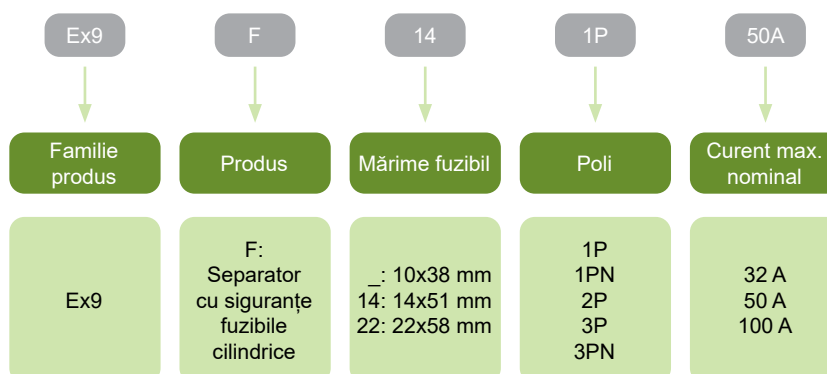 Ex9 F 14 1P 50A
Familie produs
Produs
Mărime fuzibil
Poli
Curent max. nominal
Ex9
F:
Separator
cu siguranțe
fuzibile
cilindrice
_: 10x38 mm
14: 14x51 mm
22: 22x58 mm
1P
1PN
2P
3P
3PN
32 A
50 A
100 A